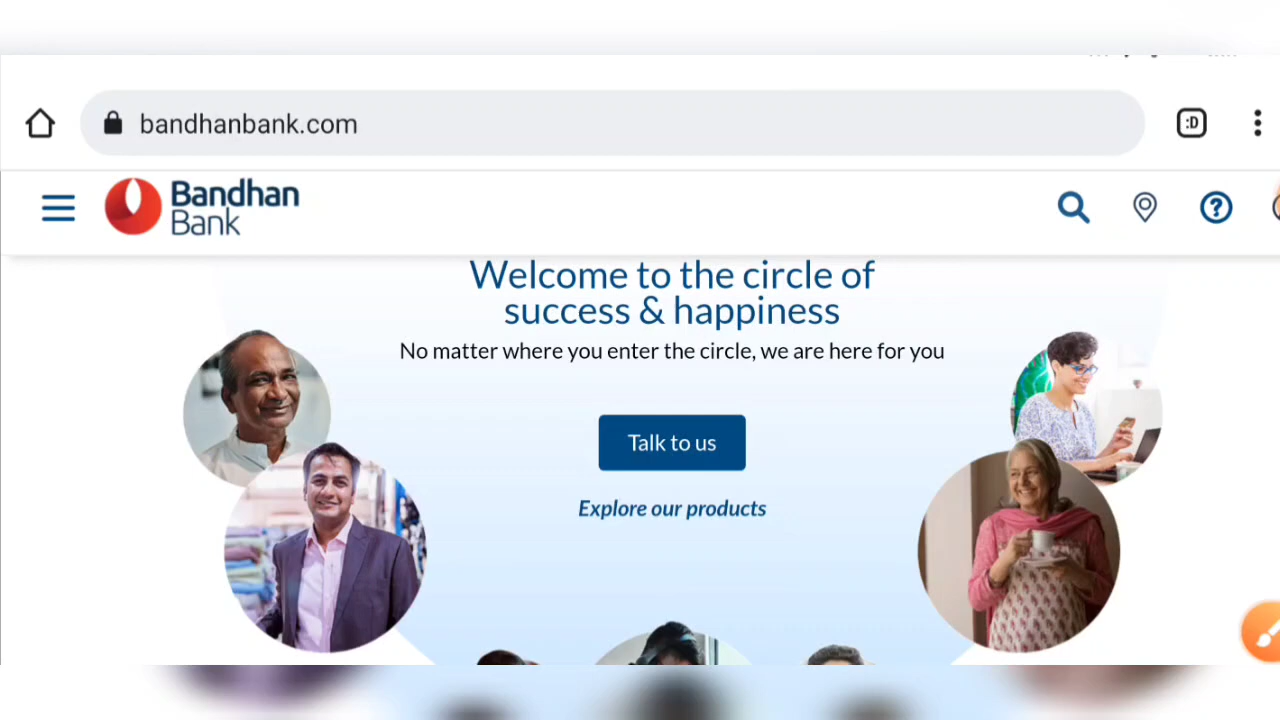 :D
bandhanbank.com
Bandhan
Bank
?
Welcome to the circle of
success & happiness
No matter where you enter the circle, we are here for you
Talk to us
Explore our products